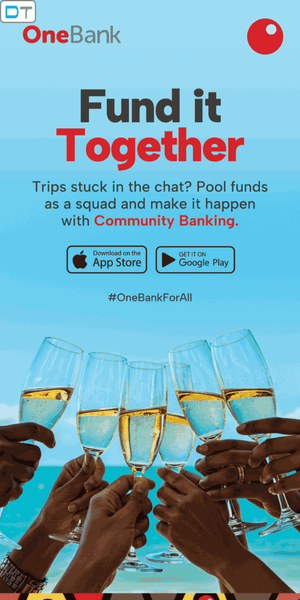 DT
OneBank
Fund it
Together
Trips stuck in the chat? Pool funds
as a squad and make it happen
with Community Banking.
Download on the
App Store
GET IT ON
Google Play
#OneBankForAll